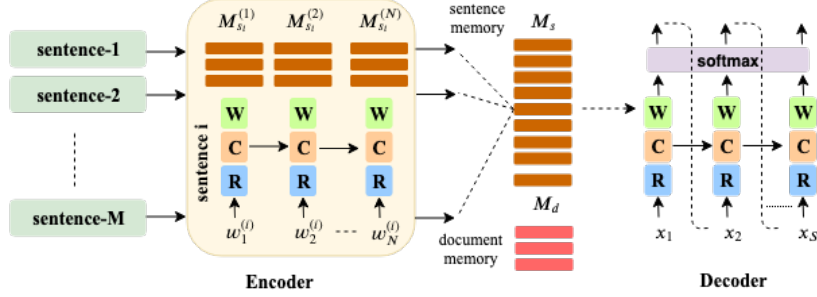 sentence-1
sentence-2
sentence-M
sentence i
M_{s_i}^{(1)} M_{s_i}^{(2)} M_{s_i}^{(N)}
W W W
C C C
R R R
w_1^{(i)} w_2^{(i)} w_N^{(i)}
Encoder
sentence
memory
M_s
M_d
document
memory
softmax
W W W
C C C
R R R
x_1 x_2 x_S
Decoder